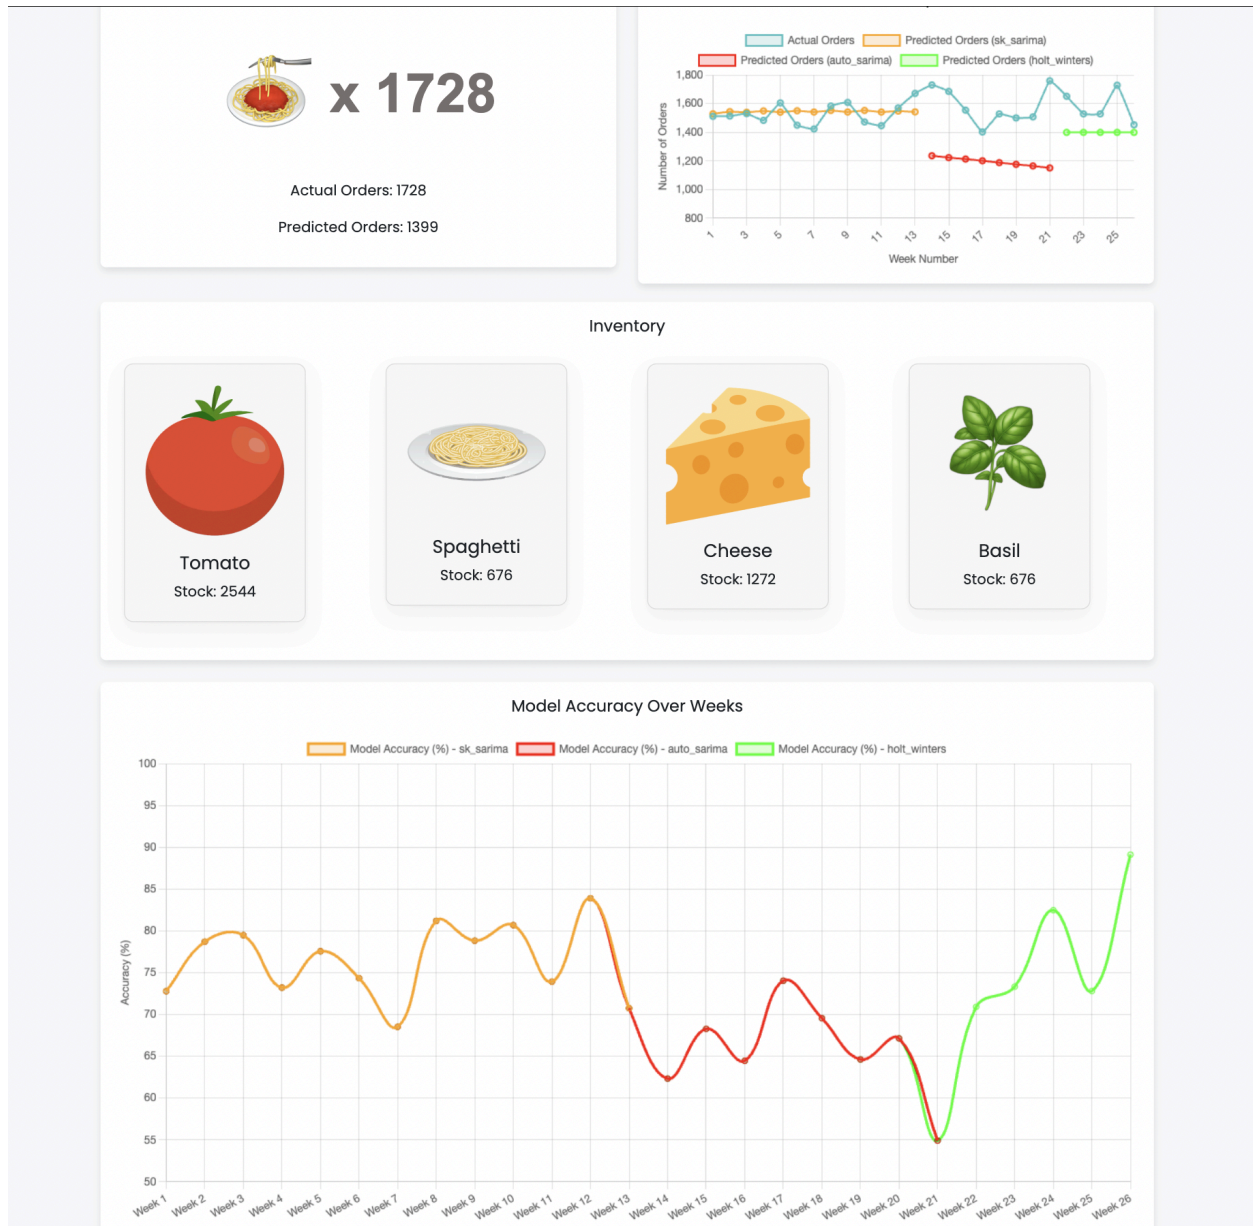 x 1728
Actual Orders: 1728
Predicted Orders: 1399
Actual Orders Predicted Orders (sk_sarima)
Predicted Orders (auto_sarima) Predicted Orders (holt_winters)
Number of Orders
1,800
1,600
1,400
1,200
1,000
800
1 3 5 7 9 11 13 15 17 19 21 23 25
Week Number
Inventory
Tomato
Stock: 2544
Spaghetti
Stock: 676
Cheese
Stock: 1272
Basil
Stock: 676
Model Accuracy Over Weeks
Model Accuracy (%) - sk_sarima Model Accuracy (%) - auto_sarima Model Accuracy (%) - holt_winters
Accuracy (%)
100
95
90
85
80
75
70
65
60
55
50
Week 1 Week 2 Week 3 Week 4 Week 5 Week 6 Week 7 Week 8 Week 9 Week 10 Week 11 Week 12 Week 13 Week 14 Week 15 Week 16 Week 17 Week 18 Week 19 Week 20 Week 21 Week 22 Week 23 Week 24 Week 25 Week 26